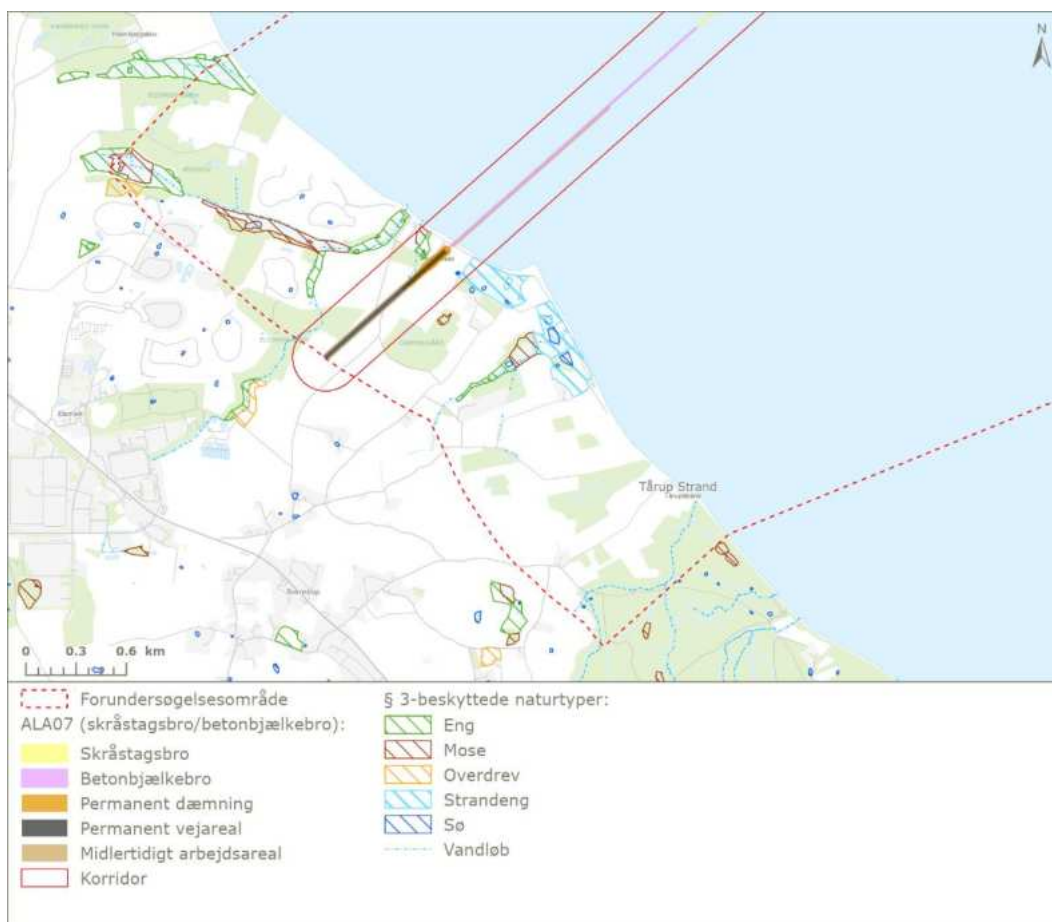 N
Tårup Strand
0 0.3 0.6 km
Forundersøgelsesområde
ALA07 (skråstagsbro/betonbjælkebro):
Skråstagsbro
Betonbjælkebro
Permanent dæmning
Permanent vejareal
Midlertidigt arbejdsareal
Korridor
§ 3-beskyttede naturtyper:
Eng
Mose
Overdrev
Strandeng
Sø
Vandløb